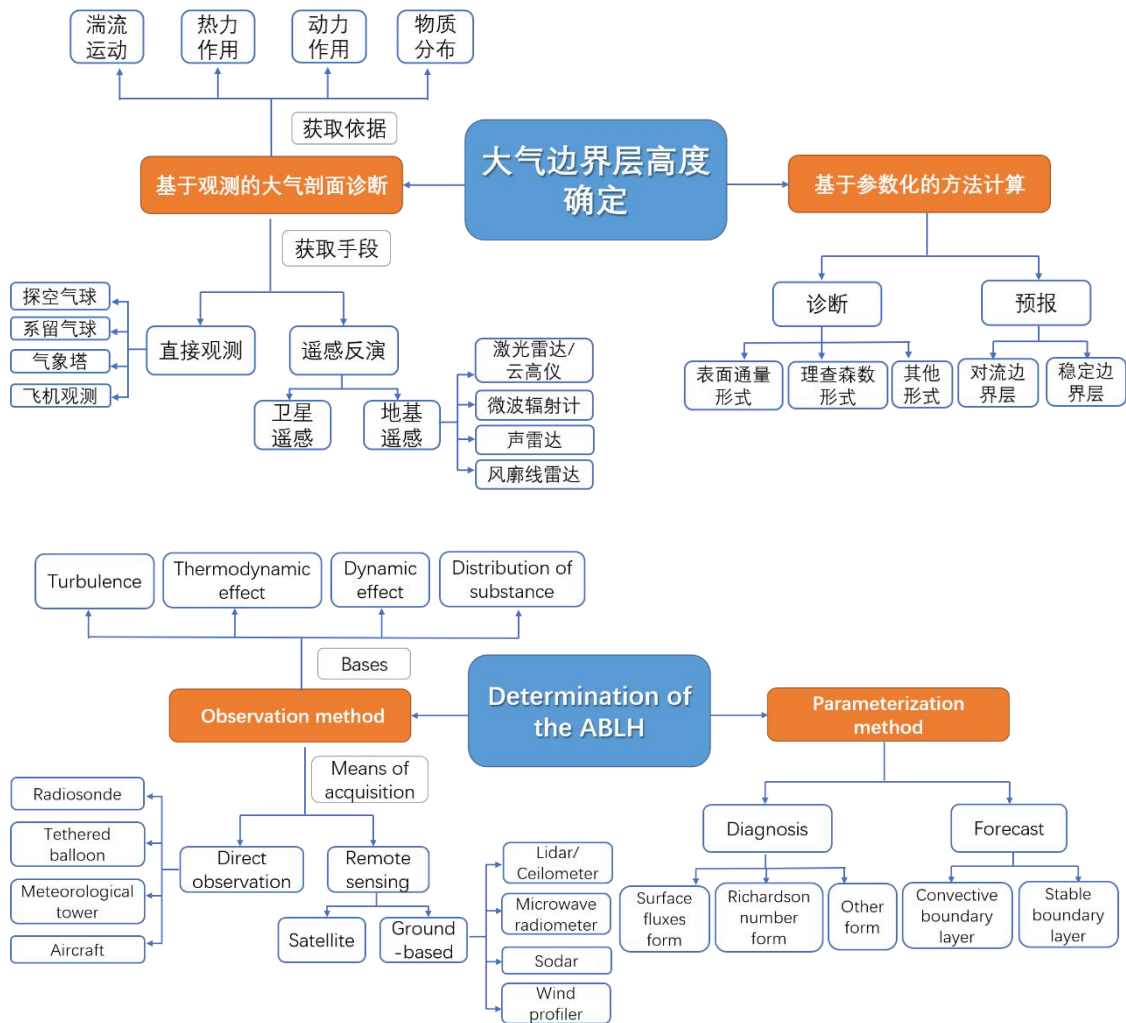 湍流
运动
热力
作用
动力
作用
物质
分布
获取依据
大气边界层高度
确定
基于观测的大气剖面诊断
基于参数化的方法计算
获取手段
探空气球
系留气球
气象塔
飞机观测
直接观测
遥感反演
卫星
遥感
地基
遥感
激光雷达/
云高仪
微波辐射计
声雷达
风廓线雷达
诊断
预报
表面通量
形式
理查森数
形式
其他
形式
对流边
界层
稳定边
界层
Turbulence
Thermodynamic
effect
Dynamic
effect
Distribution of
substance
Bases
Determination of
the ABLH
Observation method
Parameterization
method
Means of
acquisition
Radiosonde
Tethered
balloon
Meteorological
tower
Aircraft
Direct
observation
Remote
sensing
Satellite
Ground
-based
Lidar/
Ceilometer
Microwave
radiometer
Sodar
Wind
profiler
Diagnosis
Forecast
Surface
fluxes
form
Richardson
number
form
Other
form
Convective
boundary
layer
Stable
boundary
layer